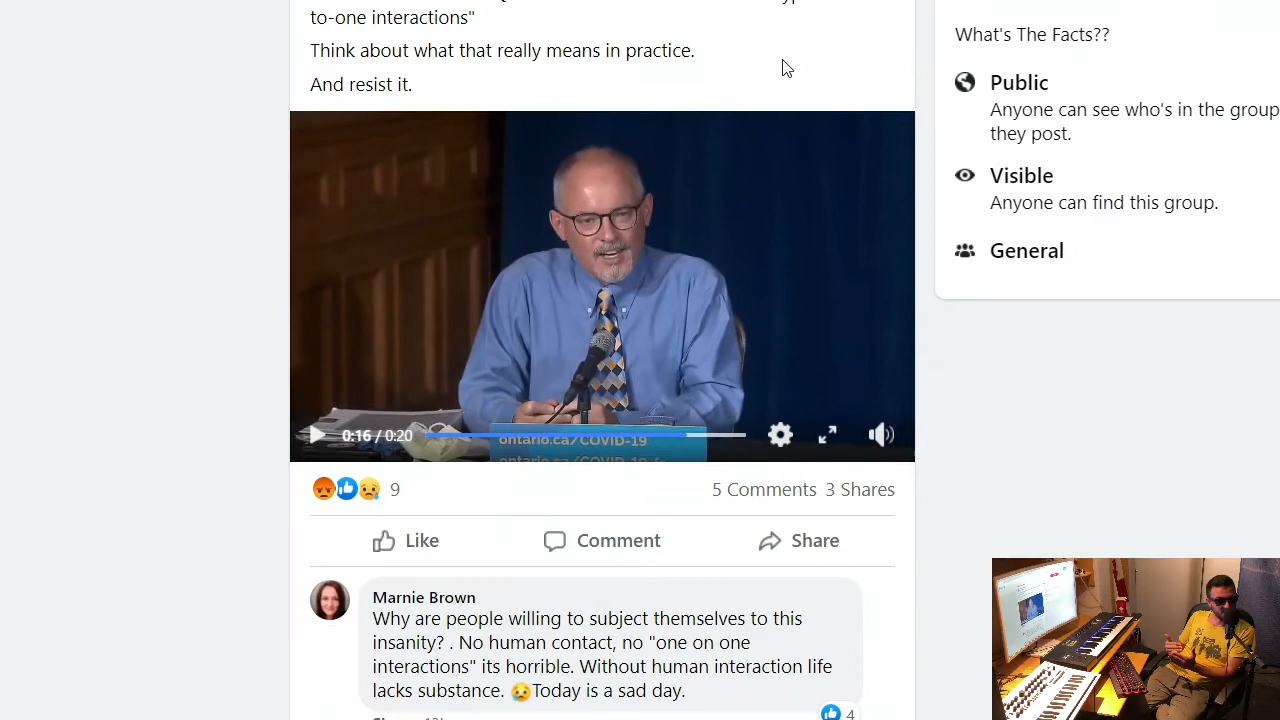 to-one interactions"
Think about what that really means in practice.
And resist it.
0:16 / 0:20
ontario.ca/COVID-19
ontario.ca/COVID-19-
9
5 Comments 3 Shares
Like
Comment
Share
Marnie Brown
Why are people willing to subject themselves to this
insanity? . No human contact, no "one on one
interactions" its horrible. Without human interaction life
lacks substance. 😥Today is a sad day.
4
What's The Facts??
Public
Anyone can see who's in the group
they post.
Visible
Anyone can find this group.
General